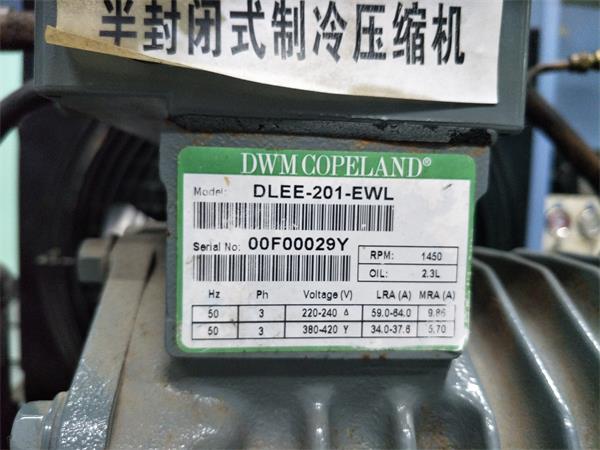 半封闭式制冷压缩机
DWM COPELAND®
Model: DLEE-201-EWL
Serial No: 00F00029Y
RPM: 1450
OIL: 2.3L
Hz Ph Voltage (V) LRA (A) MRA (A)
50 3 220-240 Δ 59.0-64.0 9.86
50 3 380-420 Y 34.0-37.6 5.70